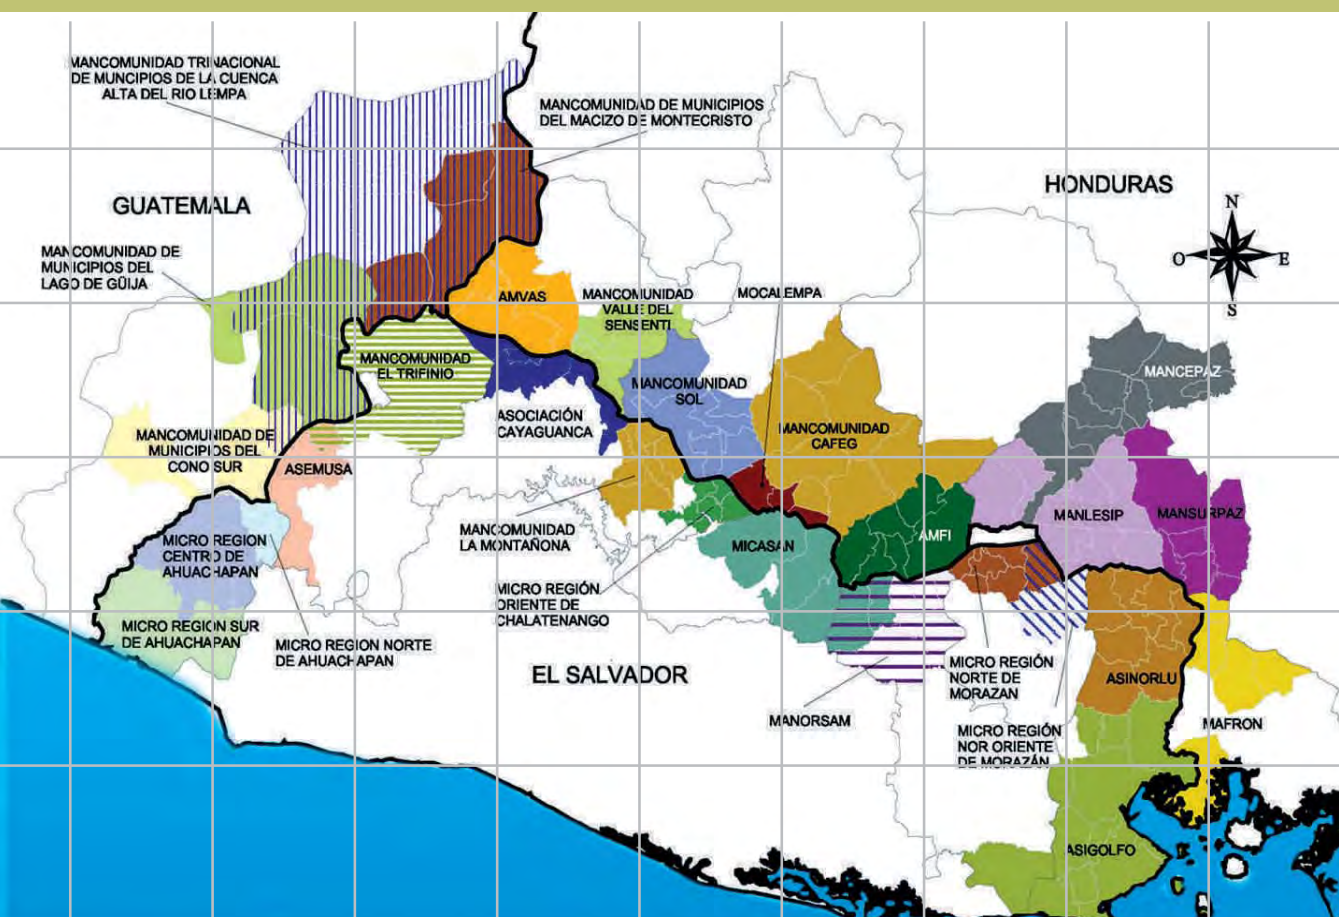 MANCOMUNIDAD TRINACIONAL
DE MUNCIPIOS DE LA CUENCA
ALTA DEL RIO LEMPA
MANCOMUNIDAD DE MUNICIPIOS
DEL MACIZO DE MONTECRISTO
GUATEMALA
HONDURAS
N
O
E
S
MANCOMUNIDAD DE
MUNICIPIOS DEL
LAGO DE GÜIJA
AMVAS
MANCOMUNIDAD
VALLE DEL
SENSENTI
MOCALEMPA
MANCOMUNIDAD
EL TRIFINIO
MANCOMUNIDAD
SOL
MANCEPAZ
ASOCIACIÓN
CAYAGUANCA
MANCOMUNIDAD
CAFEG
MANCOMUNIDAD DE
MUNICIPIOS DEL
CONO SUR
ASEMUSA
MANCOMUNIDAD
LA MONTAÑONA
MICASAN
AMFI
MANLESIP
MANSURPAZ
MICRO REGION
CENTRO DE
AHUACHAPAN
MICRO REGIÓN
ORIENTE DE
CHALATENANGO
MICRO REGION SUR
DE AHUACHAPAN
MICRO REGION NORTE
DE AHUACHAPAN
EL SALVADOR
MICRO REGIÓN
NORTE DE
MORAZAN
ASINORLU
MANORSAM
MICRO REGIÓN
NOR ORIENTE
DE MORAZÁN
MAFRON
ASIGOLFO